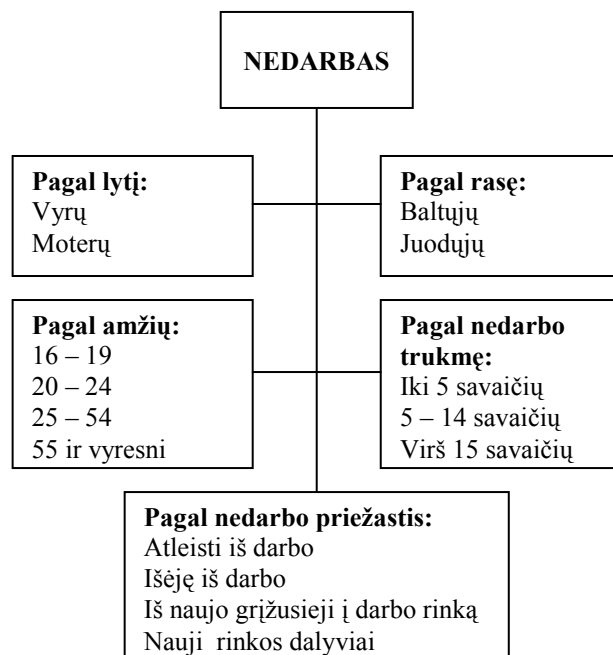 NEDARBAS
Pagal lytį:
Vyrų
Moterų
Pagal rasę:
Baltųjų
Juodųjų
Pagal amžių:
16 – 19
20 – 24
25 – 54
55 ir vyresni
Pagal nedarbo
trukmę:
Iki 5 savaičių
5 – 14 savaičių
Virš 15 savaičių
Pagal nedarbo priežastis:
Atleisti iš darbo
Išėję iš darbo
Iš naujo grįžusieji į darbo rinką
Nauji rinkos dalyviai